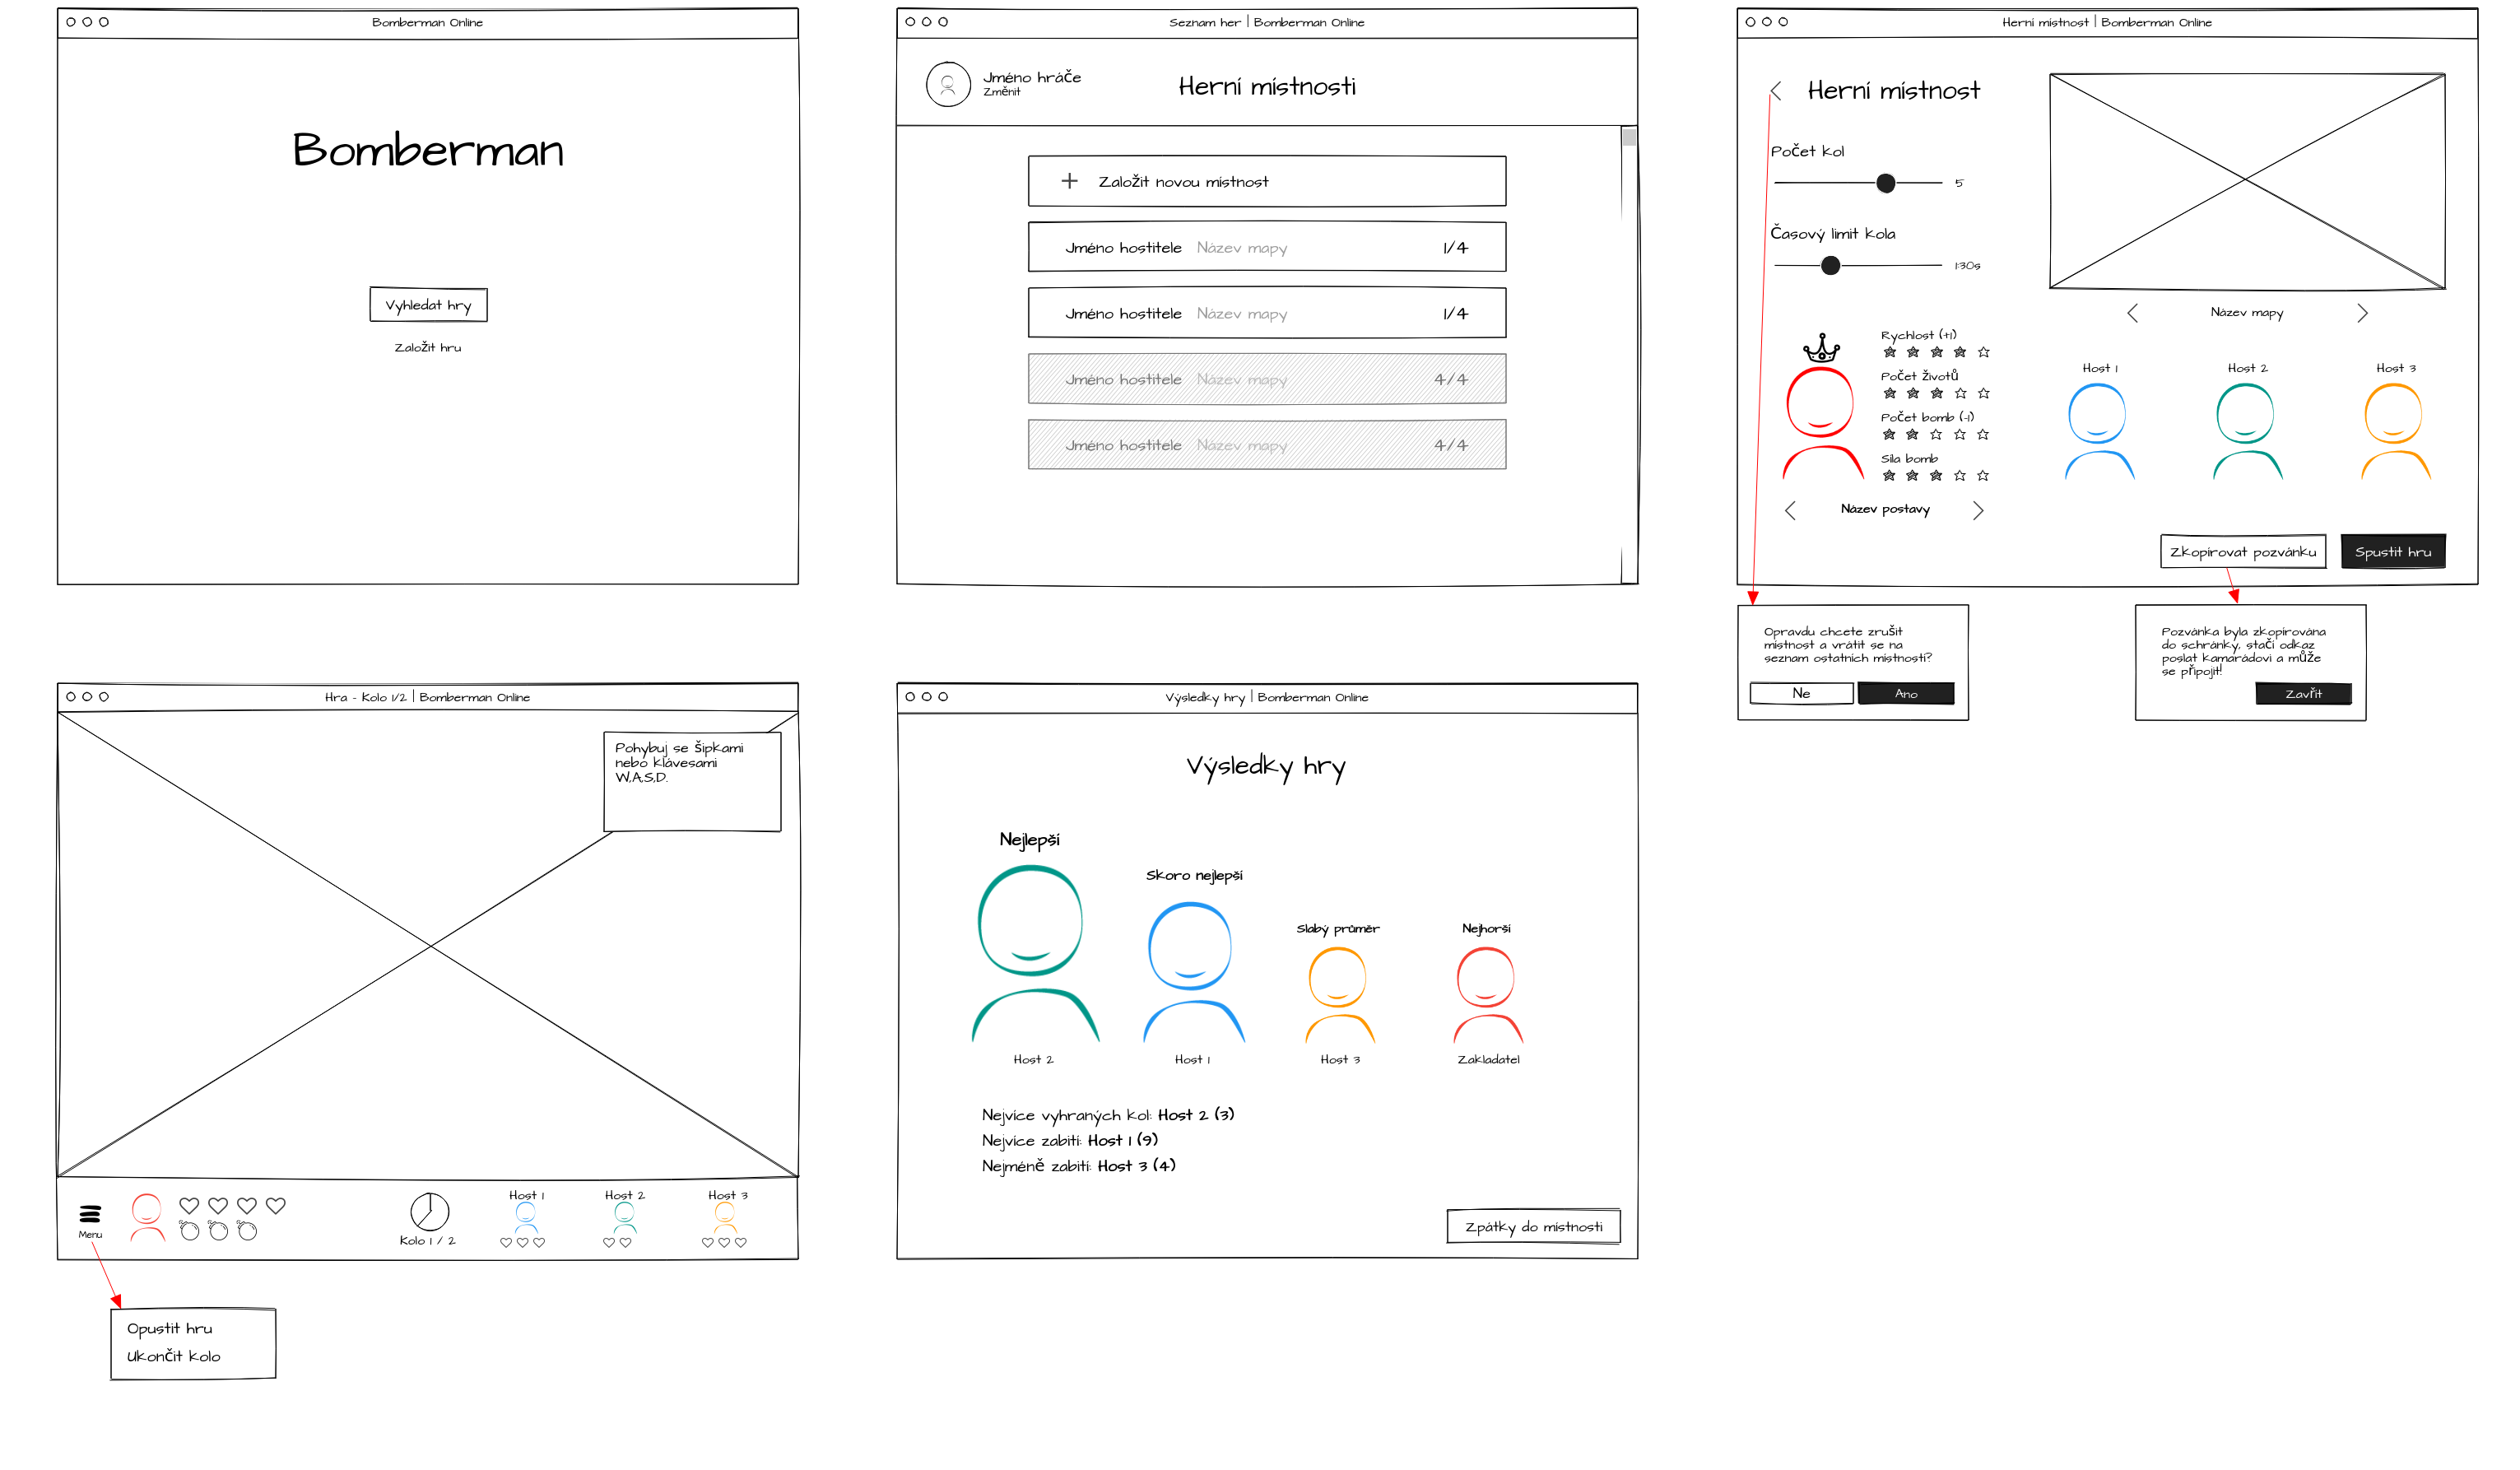 Bomberman Online
Bomberman
Vyhledat hry
Založit hru
Seznam her | Bomberman Online
Jméno hráče
Změnit
Herní místnosti
Založit novou místnost
Jméno hostitele Název mapy 1/4
Jméno hostitele Název mapy 1/4
Jméno hostitele Název mapy 4/4
Jméno hostitele Název mapy 4/4
Herní místnost | Bomberman Online
Herní místnost
Počet kol
5
Časový limit kola
1:30s
Název mapy
Rychlost (+1)
Počet životů
Počet bomb (-1)
Síla bomb
Název postavy
Host 1
Host 2
Host 3
Zkopírovat pozvánku
Spustit hru
Opravdu chcete zrušit
místnost a vrátit se na
seznam ostatních místností?
Ne
Ano
Pozvánka byla zkopírována
do schránky, stačí odkaz
poslat kamarádovi a může
se připojit!
Zavřít
Hra - Kolo 1/2 | Bomberman Online
Pohybuj se šipkami
nebo klávesami
W,A,S,D.
Menu
Kolo 1 / 2
Host 1
Host 2
Host 3
Opustit hru
Ukončit kolo
Výsledky hry | Bomberman Online
Výsledky hry
Nejlepší
Skoro nejlepší
Slabý průměr
Nejhorší
Host 2
Host 1
Host 3
Zakladatel
Nejvíce vyhraných kol: Host 2 (3)
Nejvíce zabití: Host 1 (9)
Nejméně zabití: Host 3 (4)
Zpátky do místnosti